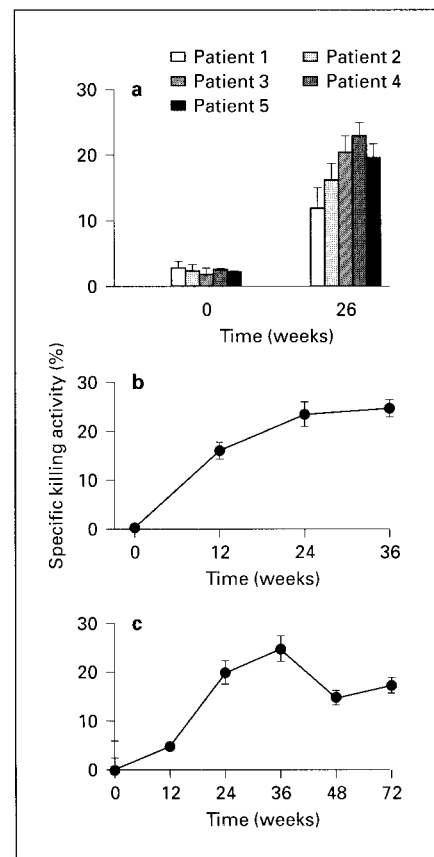 Patient 1 Patient 2
Patient 3 Patient 4
Patient 5
a
30
20
10
0
0 26
Time (weeks)
Specific killing activity (%)
b
30
20
10
0
0 12 24 36
Time (weeks)
c
30
20
10
0
0 12 24 36 48 72
Time (weeks)